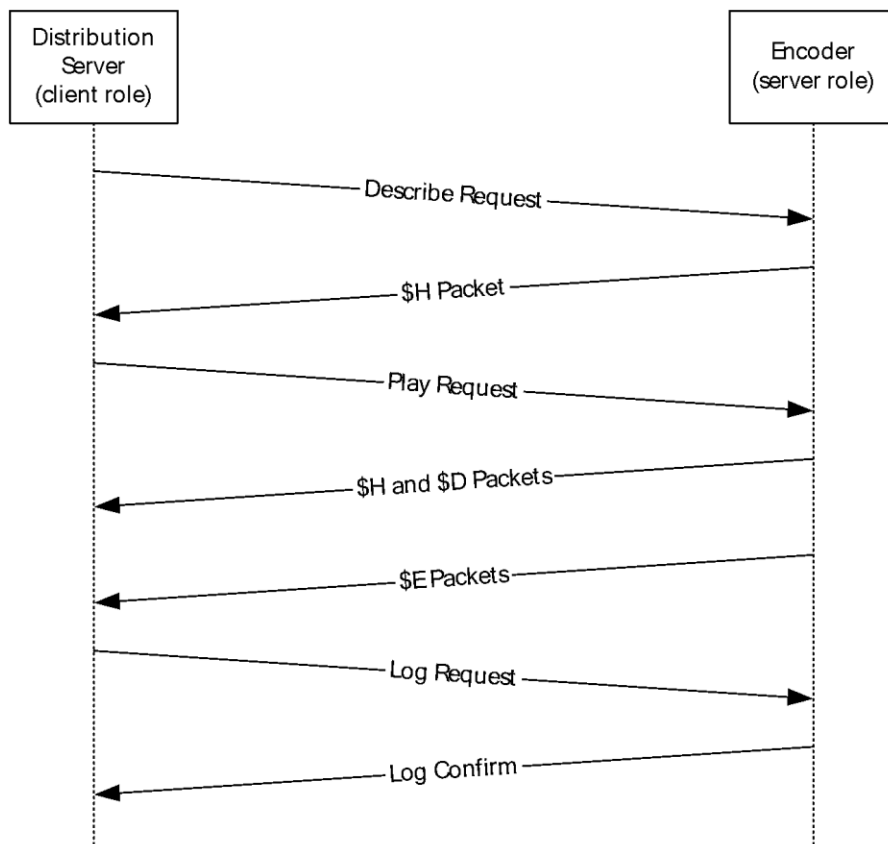 Distribution
Server
(client role)
Encoder
(server role)
Describe Request
$H Packet
Play Request
$H and $D Packets
$E Packets
Log Request
Log Confirm